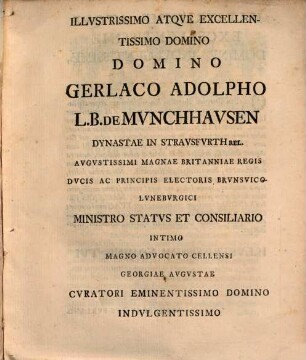 ILLVSTRISSIMO ATQVE EXCELLEN-
TISSIMO DOMINO
DOMINO
GERLACO ADOLPHO
L.B. DE MVNCHHAVSEN
DYNASTAE IN STRAVSFVRTH REL.
AVGVSTISSIMI MAGNAE BRITANNIAE REGIS
DVCIS AC PRINCIPIS ELECTORIS BRVNSVICO-
LVNEBVRGICI
MINISTRO STATVS ET CONSILIARIO
INTIMO
MAGNO ADVOCATO CELLENSI
GEORGIAE AVGVSTAE
CVRATORI EMINENTISSIMO DOMINO
INDVLGENTISSIMO